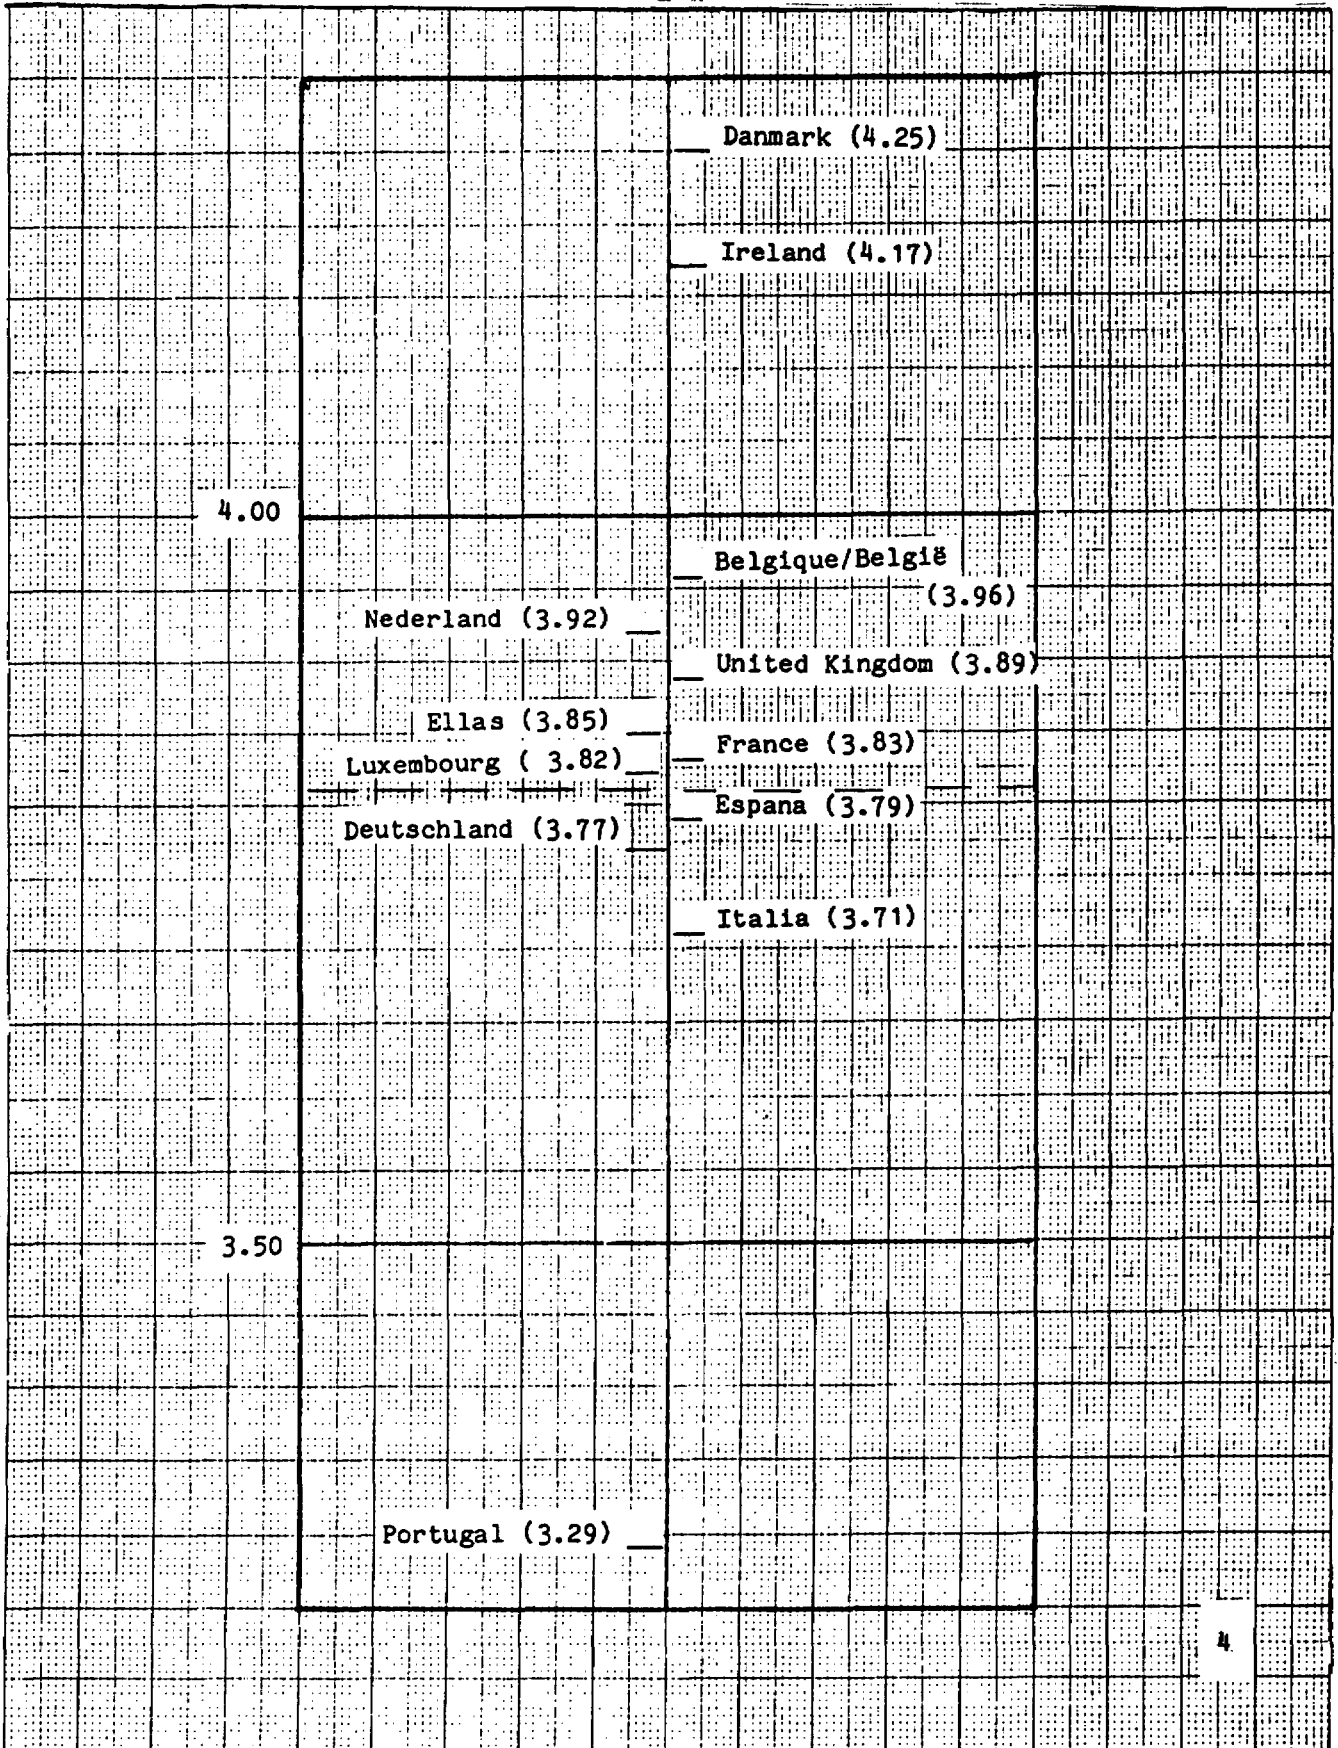 Danmark (4.25)
Ireland (4.17)
4.00
Belgique/België
(3.96)
Nederland (3.92)
United Kingdom (3.89)
Ellas (3.85)
France (3.83)
Luxembourg ( 3.82)
Espana (3.79)
Deutschland (3.77)
Italia (3.71)
3.50
Portugal (3.29)
4